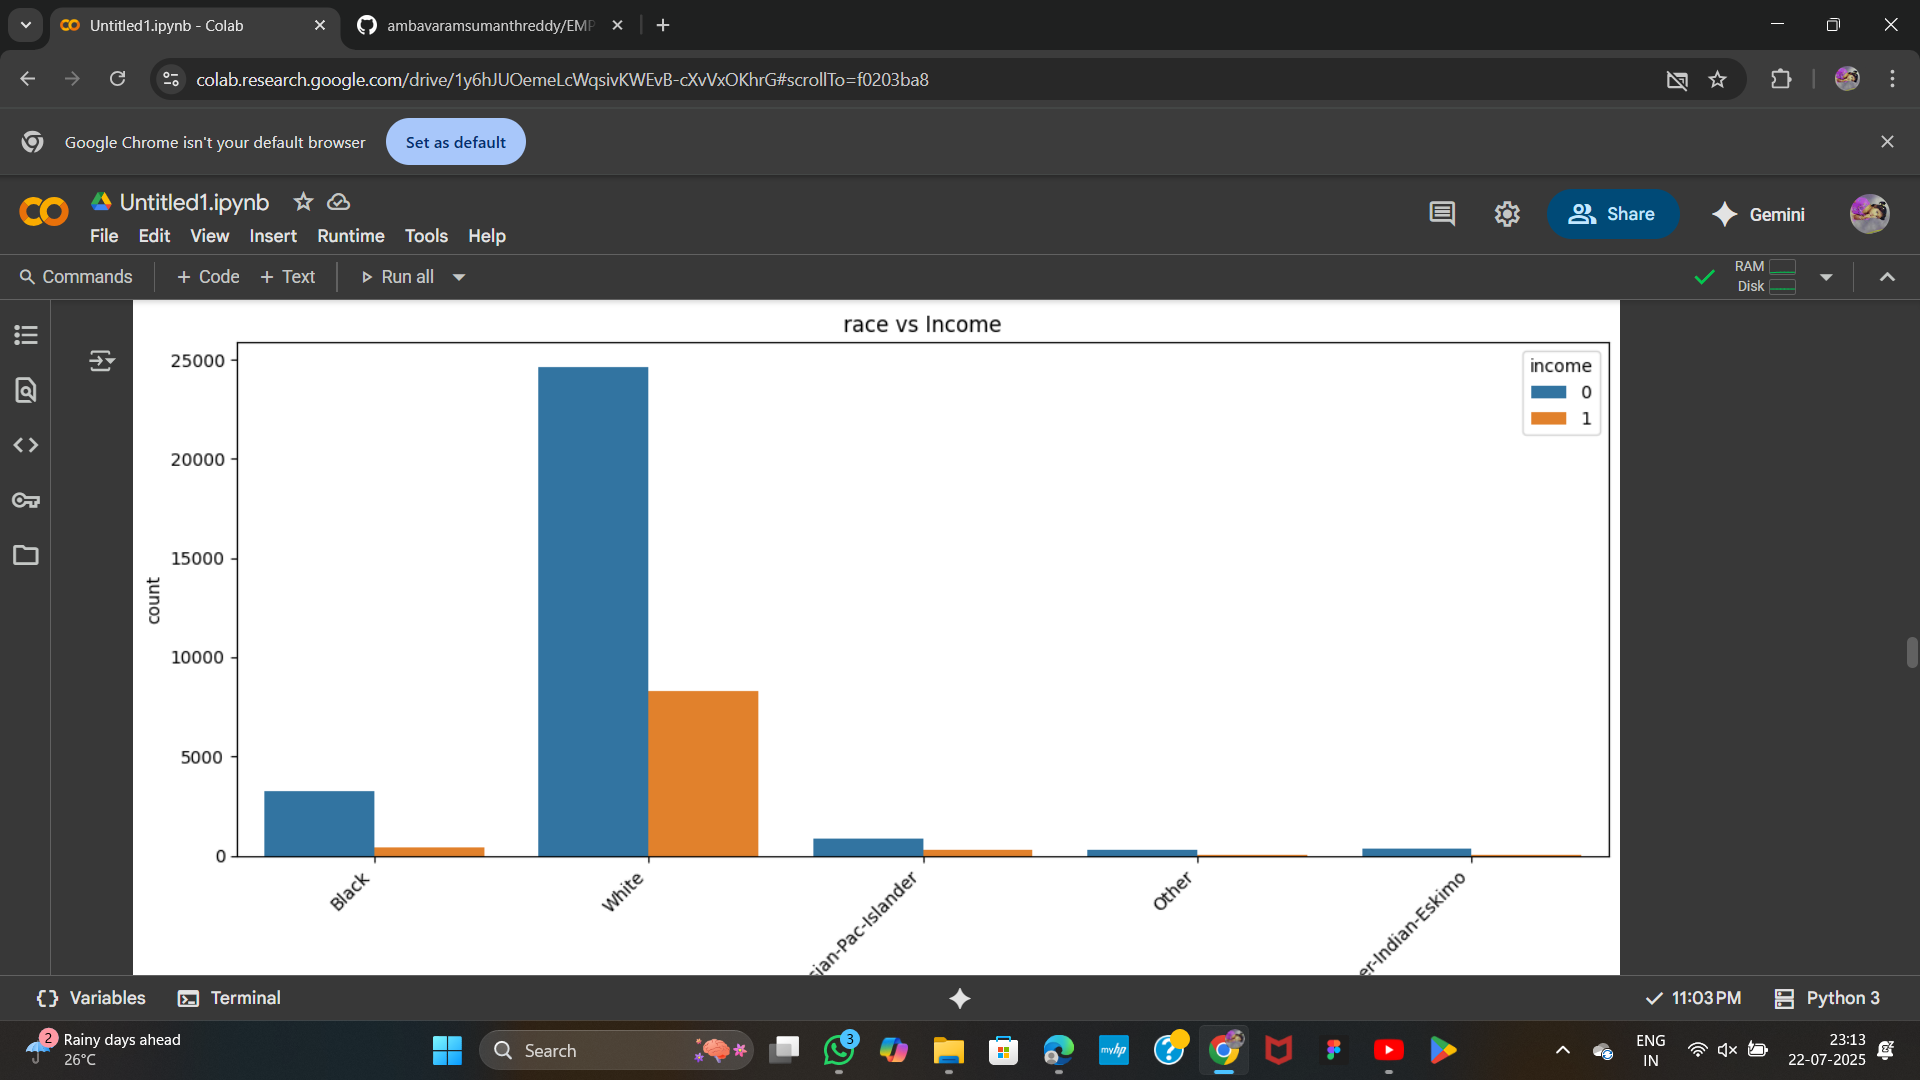 Untitled1.ipynb - Colab
ambavaramsumanthreddy/EMP
colab.research.google.com/drive/1y6hJUOemeLcWqsivKWEvB-cXvVxOKhrG#scrollTo=f0203ba8
Google Chrome isn't your default browser
Set as default
Untitled1.ipynb
File Edit View Insert Runtime Tools Help
Share
Gemini
Commands
+ Code + Text
Run all
RAM
Disk
race vs Income
25000
20000
15000
10000
5000
0
count
income
0
1
Black
White
sian-Pac-Islander
Other
er-Indian-Eskimo
Variables
Terminal
11:03 PM
Python 3
2
Rainy days ahead
26°C
Search
3
myhp
ENG
IN
23:13
22-07-2025